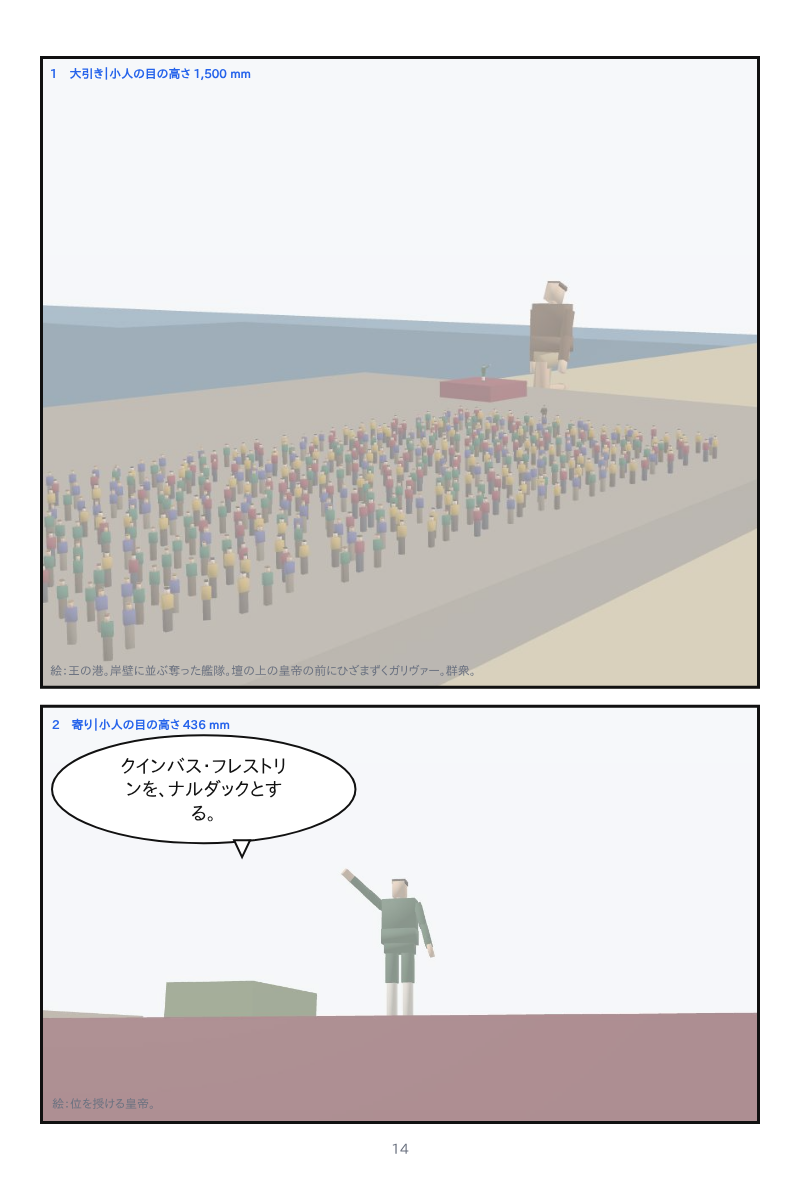 1 大引き|小人の目の高さ1,500 mm
絵:王の港。岸壁に並ぶ奪った艦隊。壇の上の皇帝の前にひざまずくガリヴァー。群衆。
2 寄り|小人の目の高さ436 mm
クインバス・フレストリ
ンを、ナルダックとす
る。
絵:位を授ける皇帝。
14